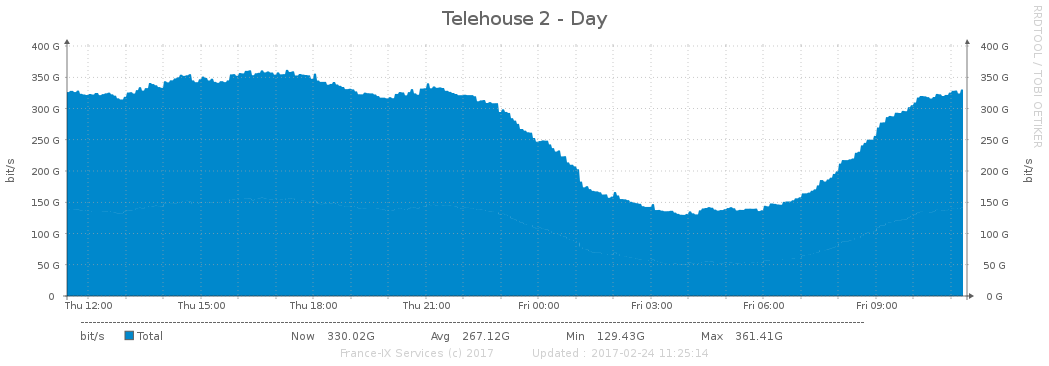 Telehouse 2 - Day
RRDTOOL / TOBI OETIKER
bit/s
400 G 400 G
350 G 350 G
300 G 300 G
250 G 250 G
200 G 200 G
150 G 150 G
100 G 100 G
50 G 50 G
0 0 G
bit/s
Thu 12:00 Thu 15:00 Thu 18:00 Thu 21:00 Fri 00:00 Fri 03:00 Fri 06:00 Fri 09:00
bit/s Total Now 330.02G Avg 267.12G Min 129.43G Max 361.41G
France-IX Services (c) 2017 Updated : 2017-02-24 11:25:14